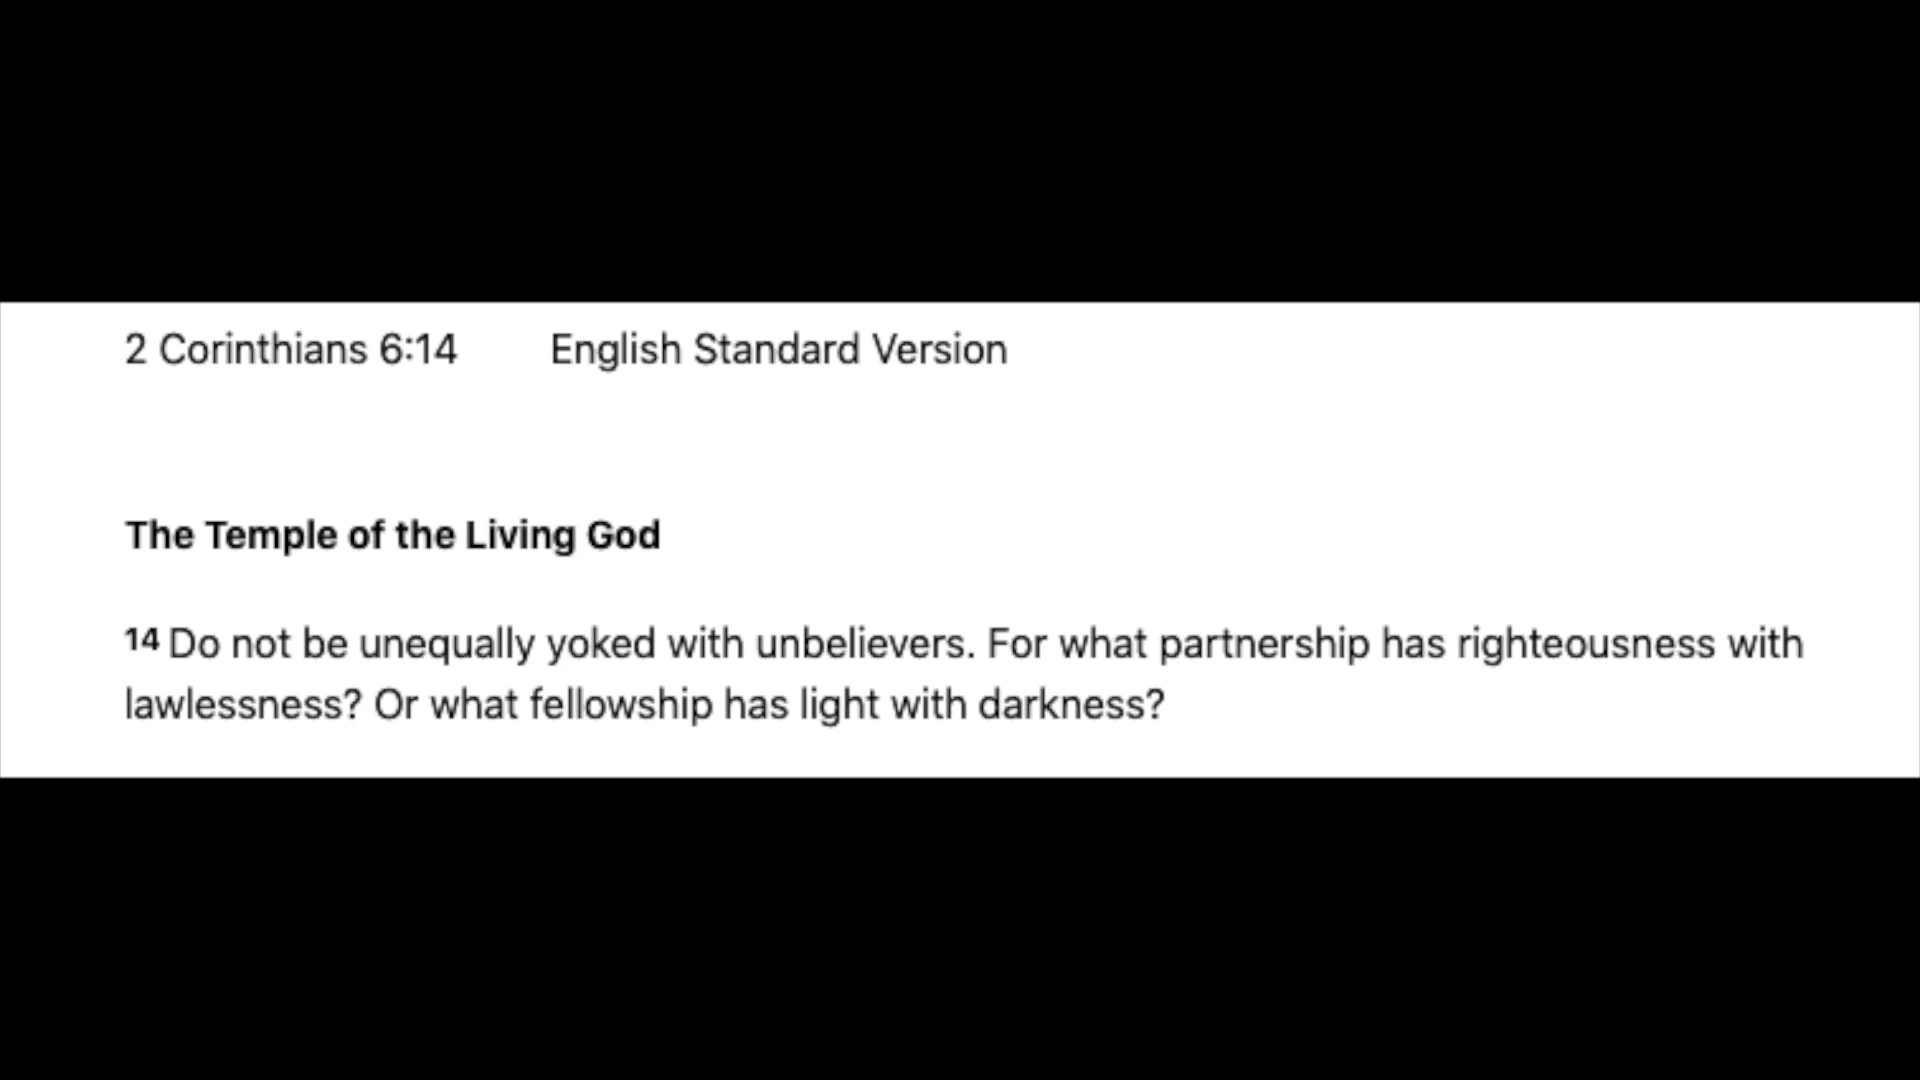 2 Corinthians 6:14 English Standard Version
The Temple of the Living God
14 Do not be unequally yoked with unbelievers. For what partnership has righteousness with
lawlessness? Or what fellowship has light with darkness?